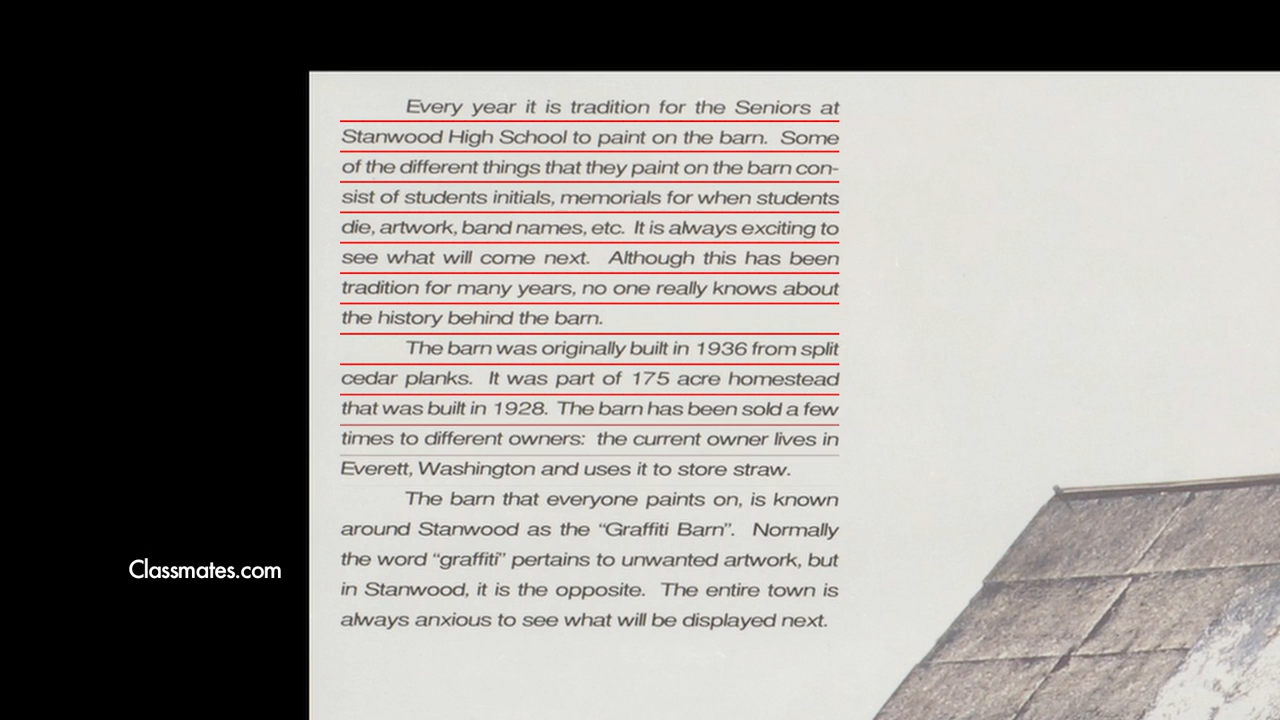 Every year it is tradition for the Seniors at
Stanwood High School to paint on the barn. Some
of the different things that they paint on the barn con-
sist of students initials, memorials for when students
die, artwork, band names, etc. It is always exciting to
see what will come next. Although this has been
tradition for many years, no one really knows about
the history behind the barn.
The barn was originally built in 1936 from split
cedar planks. It was part of 175 acre homestead
that was built in 1928. The barn has been sold a few
times to different owners: the current owner lives in
Everett, Washington and uses it to store straw.
The barn that everyone paints on, is known
around Stanwood as the “Graffiti Barn”. Normally
the word “graffiti” pertains to unwanted artwork, but
in Stanwood, it is the opposite. The entire town is
always anxious to see what will be displayed next.
Classmates.com